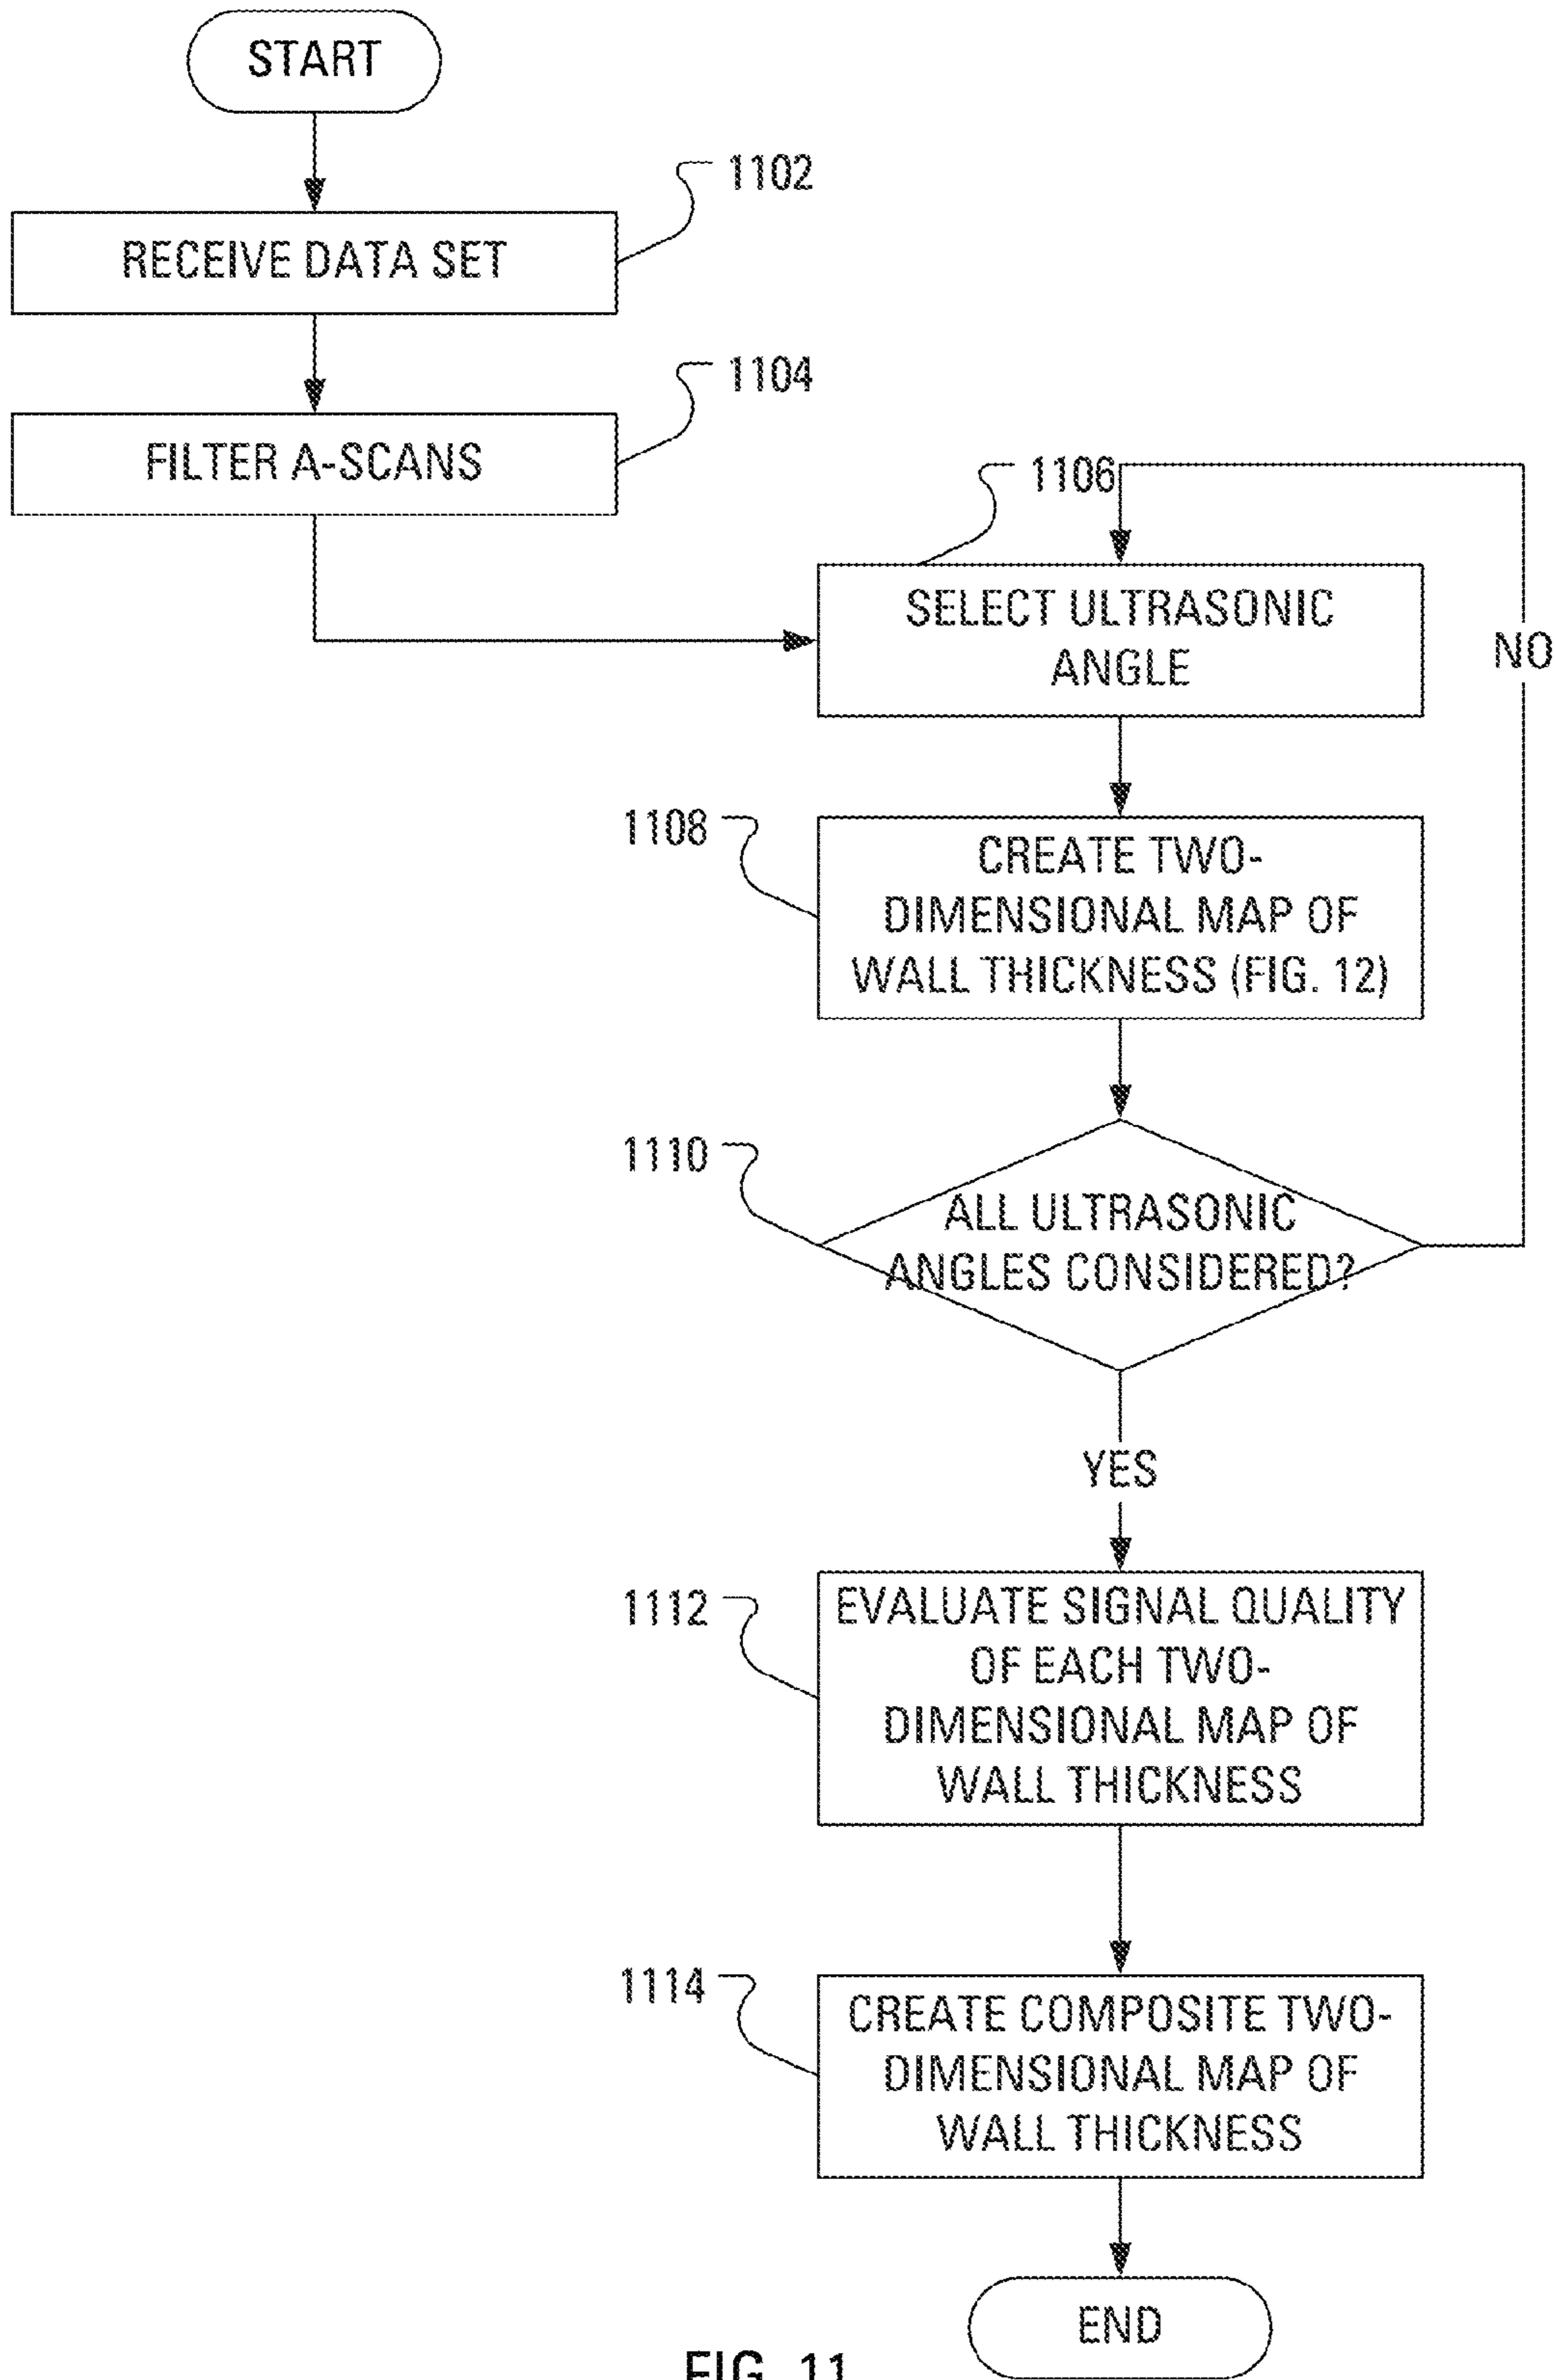 START
1102
RECEIVE DATA SET
1104
FILTER A-SCANS
1106
SELECT ULTRASONIC
ANGLE
NO
1108
CREATE TWO-
DIMENSIONAL MAP OF
WALL THICKNESS (FIG. 12)
1110
ALL ULTRASONIC
ANGLES CONSIDERED?
YES
1112
EVALUATE SIGNAL QUALITY
OF EACH TWO-
DIMENSIONAL MAP OF
WALL THICKNESS
1114
CREATE COMPOSITE TWO-
DIMENSIONAL MAP OF
WALL THICKNESS
END
FIG. 11